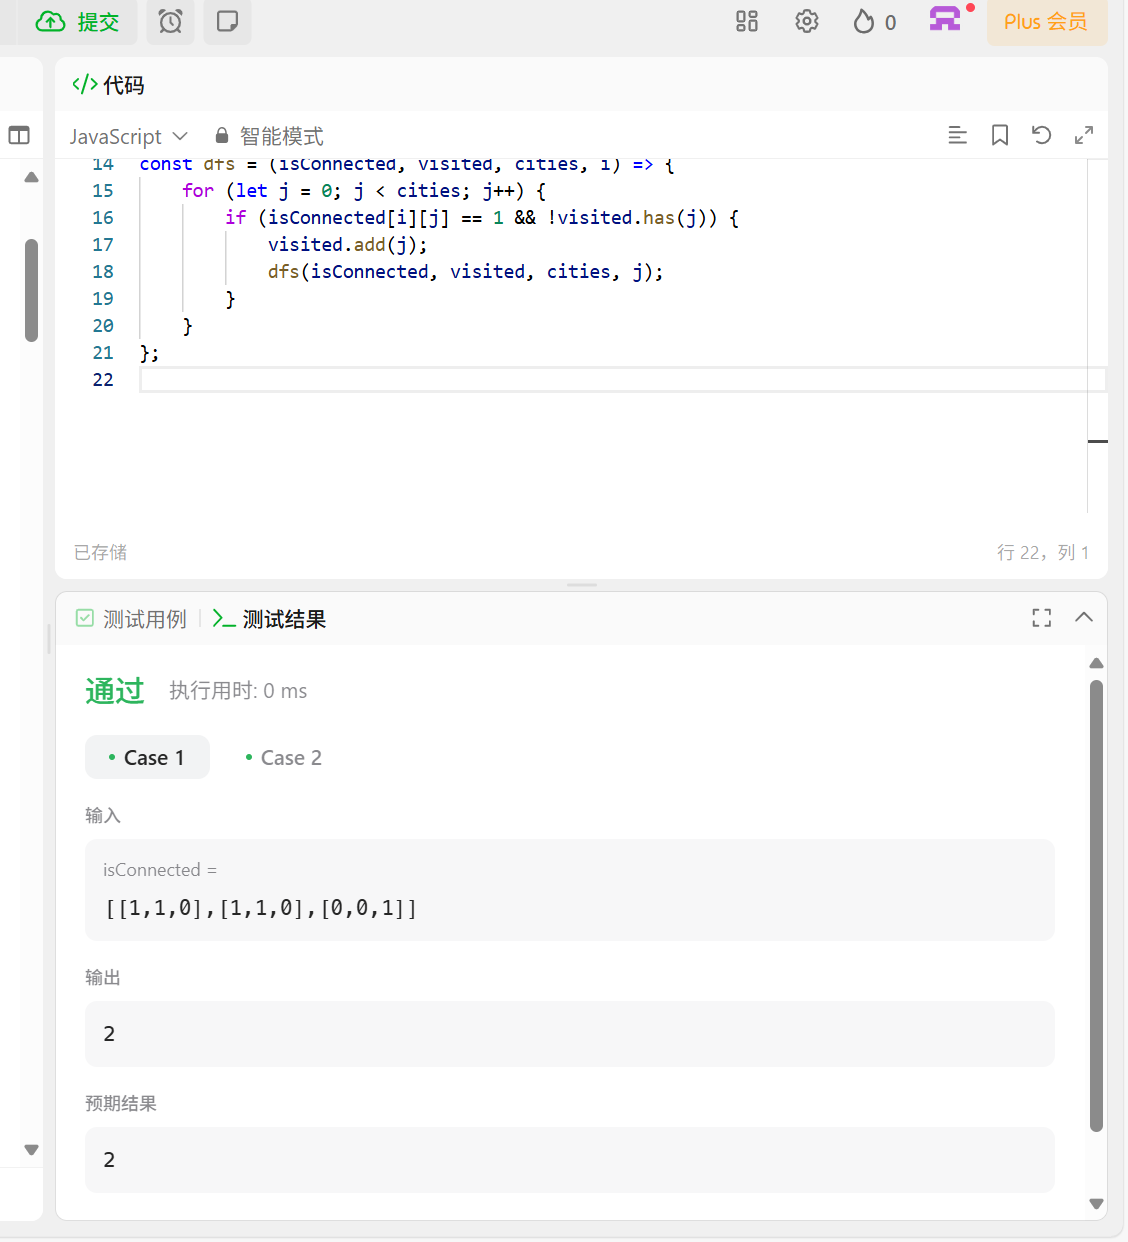 提交
0
Plus 会员
代码
JavaScript
智能模式
14 const dfs = (isConnected, visited, cities, i) => {
15 for (let j = 0; j < cities; j++) {
16 if (isConnected[i][j] == 1 && !visited.has(j)) {
17 visited.add(j);
18 dfs(isConnected, visited, cities, j);
19 }
20 }
21 };
22
已存储
行 22，列 1
测试用例
测试结果
通过 执行用时: 0 ms
Case 1 Case 2
输入
isConnected =
[[1,1,0],[1,1,0],[0,0,1]]
输出
2
预期结果
2